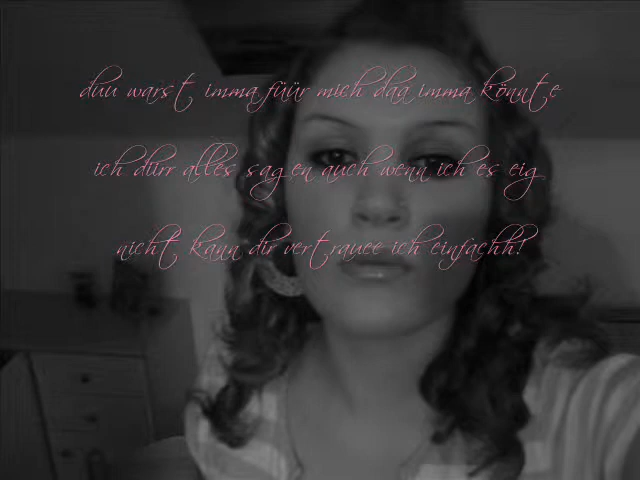 duu warst imma füür mich daa imma könnte
ich diirr alles sagen auch wenn ich es eig
nicht kann dir vertrauee ich einfachh!